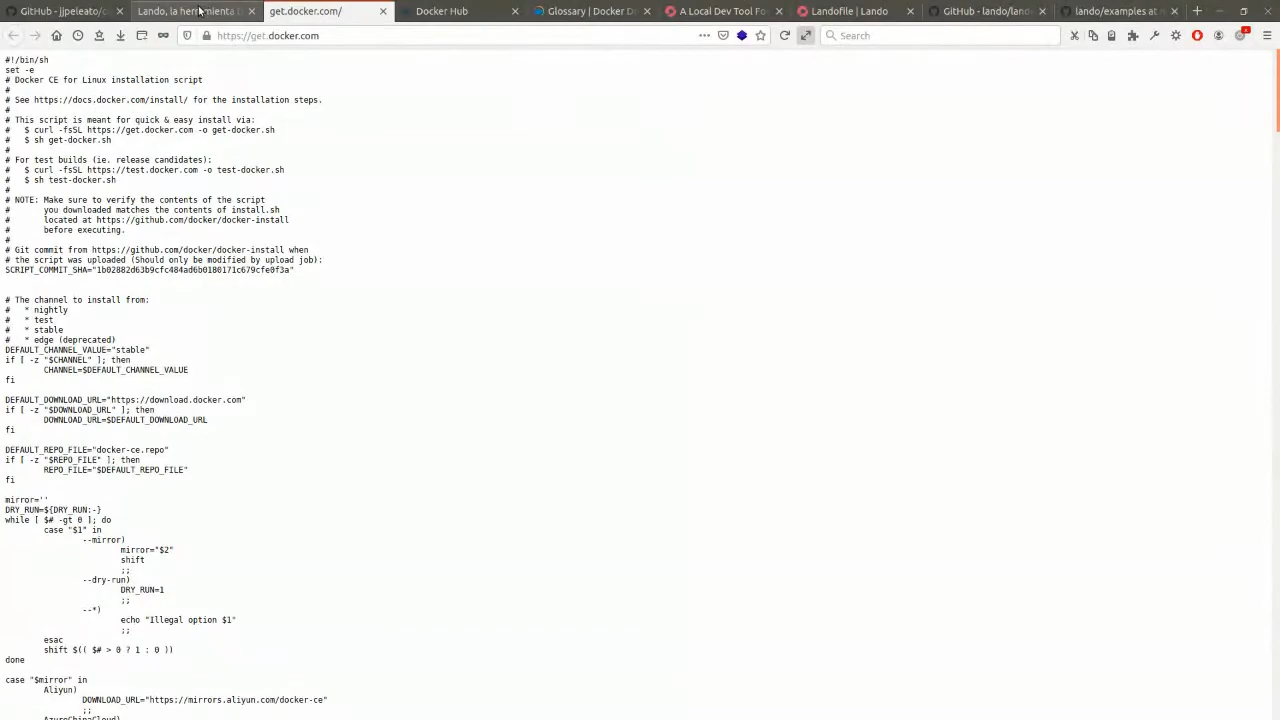 GitHub - jjpeleato/c
Lando, la herramienta
get.docker.com/
Docker Hub
Glossary | Docker D
A Local Dev Tool Fo
Landofile | Lando
GitHub - lando/land
lando/examples at
https://get.docker.com
Search
#!/bin/sh
set -e
# Docker CE for Linux installation script
#
# See https://docs.docker.com/install/ for the installation steps.
#
# This script is meant for quick & easy install via:
#   $ curl -fsSL https://get.docker.com -o get-docker.sh
#   $ sh get-docker.sh
#
# For test builds (ie. release candidates):
#   $ curl -fsSL https://test.docker.com -o test-docker.sh
#   $ sh test-docker.sh
#
# NOTE: Make sure to verify the contents of the script
#       you downloaded matches the contents of install.sh
#       located at https://github.com/docker/docker-install
#       before executing.
#
# Git commit from https://github.com/docker/docker-install when
# the script was uploaded (Should only be modified by upload job):
SCRIPT_COMMIT_SHA="1b02882d63b9cfc484ad6b0180171c679cfe0f3a"
# The channel to install from:
#   * nightly
#   * test
#   * stable
#   * edge (deprecated)
DEFAULT_CHANNEL_VALUE="stable"
if [ -z "$CHANNEL" ]; then
CHANNEL=$DEFAULT_CHANNEL_VALUE
fi
DEFAULT_DOWNLOAD_URL="https://download.docker.com"
if [ -z "$DOWNLOAD_URL" ]; then
DOWNLOAD_URL=$DEFAULT_DOWNLOAD_URL
fi
DEFAULT_REPO_FILE="docker-ce.repo"
if [ -z "$REPO_FILE" ]; then
REPO_FILE="$DEFAULT_REPO_FILE"
fi
mirror=''
DRY_RUN=${DRY_RUN:-}
while [ $# -gt 0 ]; do
case "$1" in
--mirror)
mirror="$2"
shift
;;
--dry-run)
DRY_RUN=1
;;
--*)
echo "Illegal option $1"
;;
esac
shift $(( $# > 0 ? 1 : 0 ))
done
case "$mirror" in
Aliyun)
DOWNLOAD_URL="https://mirrors.aliyun.com/docker-ce"
;;
AzureChinaCloud)